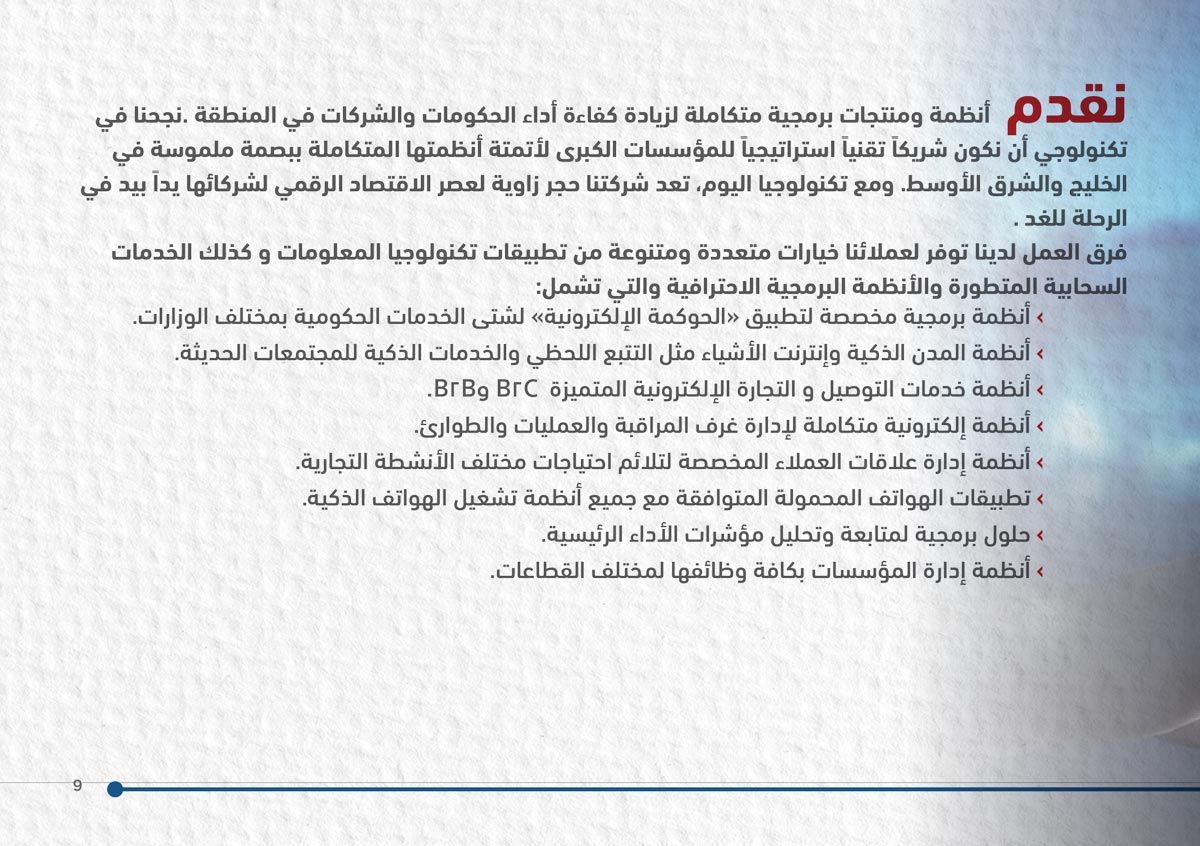 نقدم أنظمة ومنتجات برمجية متكاملة لزيادة كفاءة أداء الحكومات والشركات في المنطقة .نجحنا في
تكنولوجي أن نكون شريكاً تقنياً استراتيجياً للمؤسسات الكبرى لأتمتة أنظمتها المتكاملة ببصمة ملموسة في
الخليج والشرق الأوسط. ومع تكنولوجيا اليوم، تعد شركتنا حجر زاوية لعصر الاقتصاد الرقمي لشركائها يداً بيد في
الرحلة للغد .
فرق العمل لدينا توفر لعملائنا خيارات متعددة ومتنوعة من تطبيقات تكنولوجيا المعلومات و كذلك الخدمات
السحابية المتطورة والأنظمة البرمجية الاحترافية والتي تشمل:
› أنظمة برمجية مخصصة لتطبيق «الحوكمة الإلكترونية» لشتى الخدمات الحكومية بمختلف الوزارات.
› أنظمة المدن الذكية وإنترنت الأشياء مثل التتبع اللحظي والخدمات الذكية للمجتمعات الحديثة.
› أنظمة خدمات التوصيل و التجارة الإلكترونية المتميزة B٢C وB٢B.
› أنظمة إلكترونية متكاملة لإدارة غرف المراقبة والعمليات والطوارئ.
› أنظمة إدارة علاقات العملاء المخصصة لتلائم احتياجات مختلف الأنشطة التجارية.
› تطبيقات الهواتف المحمولة المتوافقة مع جميع أنظمة تشغيل الهواتف الذكية.
› حلول برمجية لمتابعة وتحليل مؤشرات الأداء الرئيسية.
› أنظمة إدارة المؤسسات بكافة وظائفها لمختلف القطاعات.
9